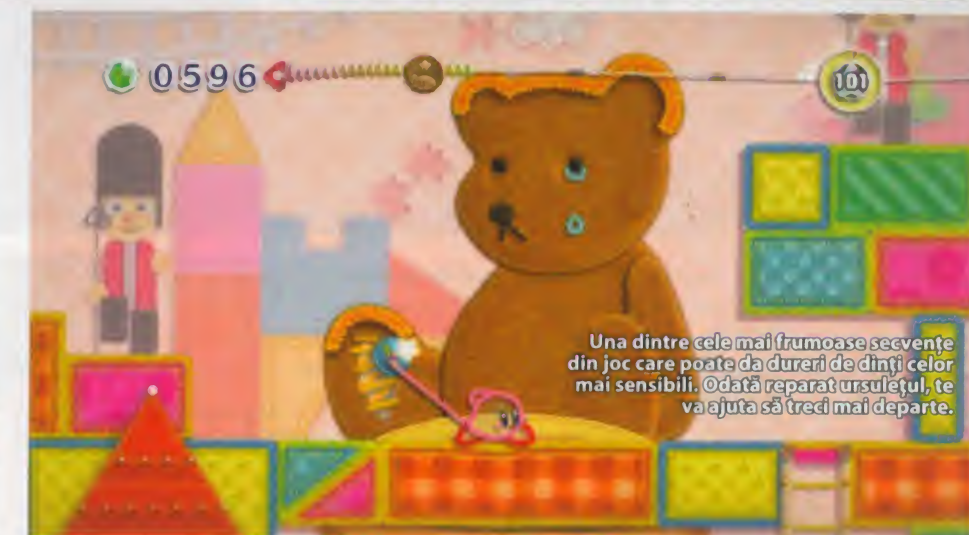 0596
101
Una dintre cele mai frumoase secvențe
din joc care poate da dureri de dinți celor
mai sensibili. Odată reparat ursulețul, te
va ajuta să treci mai departe.